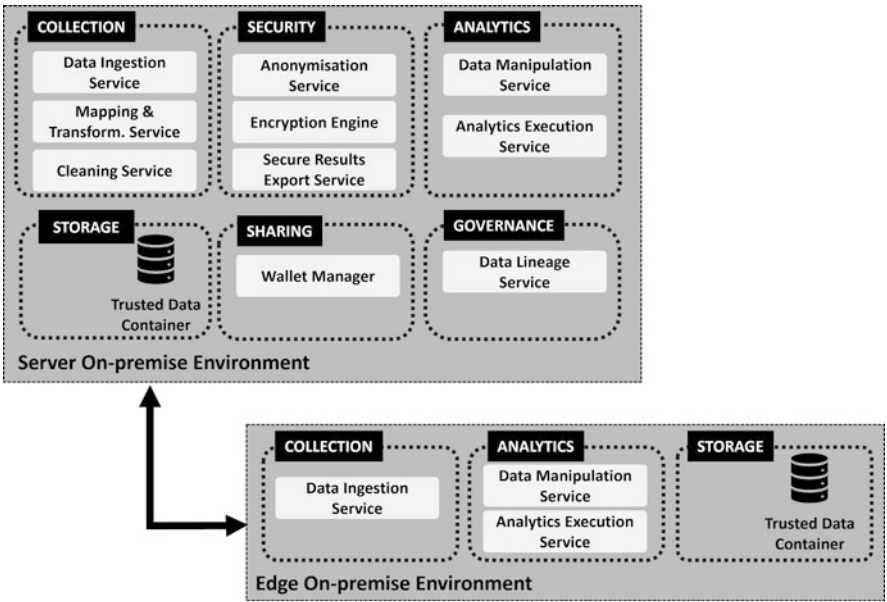 COLLECTION
Data Ingestion
Service
Mapping &
Transform. Service
Cleaning Service
SECURITY
Anonymisation
Service
Encryption Engine
Secure Results
Export Service
ANALYTICS
Data Manipulation
Service
Analytics Execution
Service
STORAGE
Trusted Data
Container
SHARING
Wallet Manager
GOVERNANCE
Data Lineage
Service
Server On-premise Environment
COLLECTION
Data Ingestion
Service
ANALYTICS
Data Manipulation
Service
Analytics Execution
Service
STORAGE
Trusted Data
Container
Edge On-premise Environment